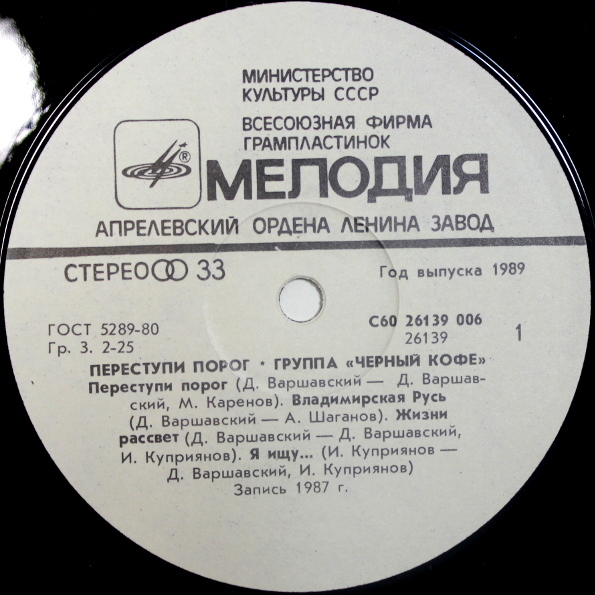 МИНИСТЕРСТВО
КУЛЬТУРЫ СССР
ВСЕСОЮЗНАЯ ФИРМА
ГРАМПЛАСТИНОК
®
МЕЛОДИЯ
АПРЕЛЕВСКИЙ ОРДЕНА ЛЕНИНА ЗАВОД
СТЕРЕО 33
Год выпуска 1989
ГОСТ 5289-80
Гр. 3. 2-25
С60 26139 006
26139
1
ПЕРЕСТУПИ ПОРОГ · ГРУППА «ЧЕРНЫЙ КОФЕ»
Переступи порог (Д. Варшавский — Д. Варшав-
ский, М. Каренов). Владимирская Русь
(Д. Варшавский — А. Шаганов). Жизни
рассвет (Д. Варшавский — Д. Варшавский,
И. Куприянов). Я ищу... (И. Куприянов —
Д. Варшавский, И. Куприянов)
Запись 1987 г.